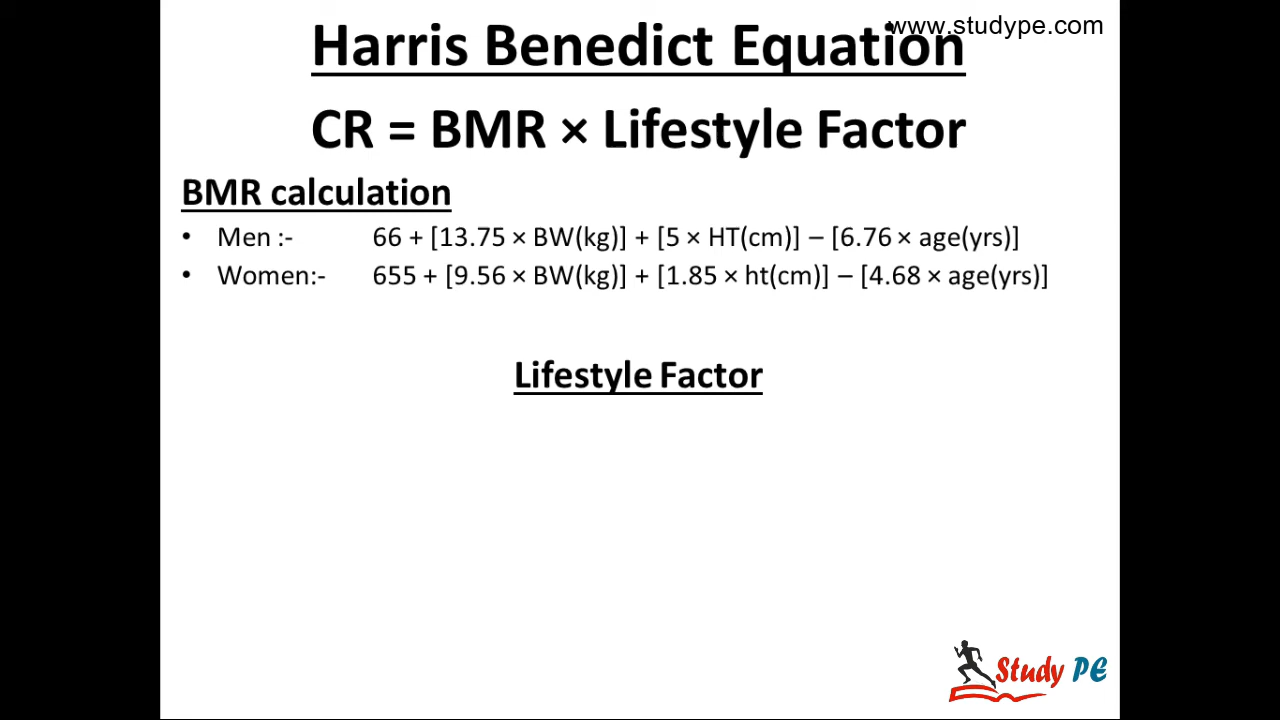 www.studype.com
Harris Benedict Equation
CR = BMR × Lifestyle Factor
BMR calculation
• Men :- 66 + [13.75 × BW(kg)] + [5 × HT(cm)] – [6.76 × age(yrs)]
• Women:- 655 + [9.56 × BW(kg)] + [1.85 × ht(cm)] – [4.68 × age(yrs)]
Lifestyle Factor
Study PE